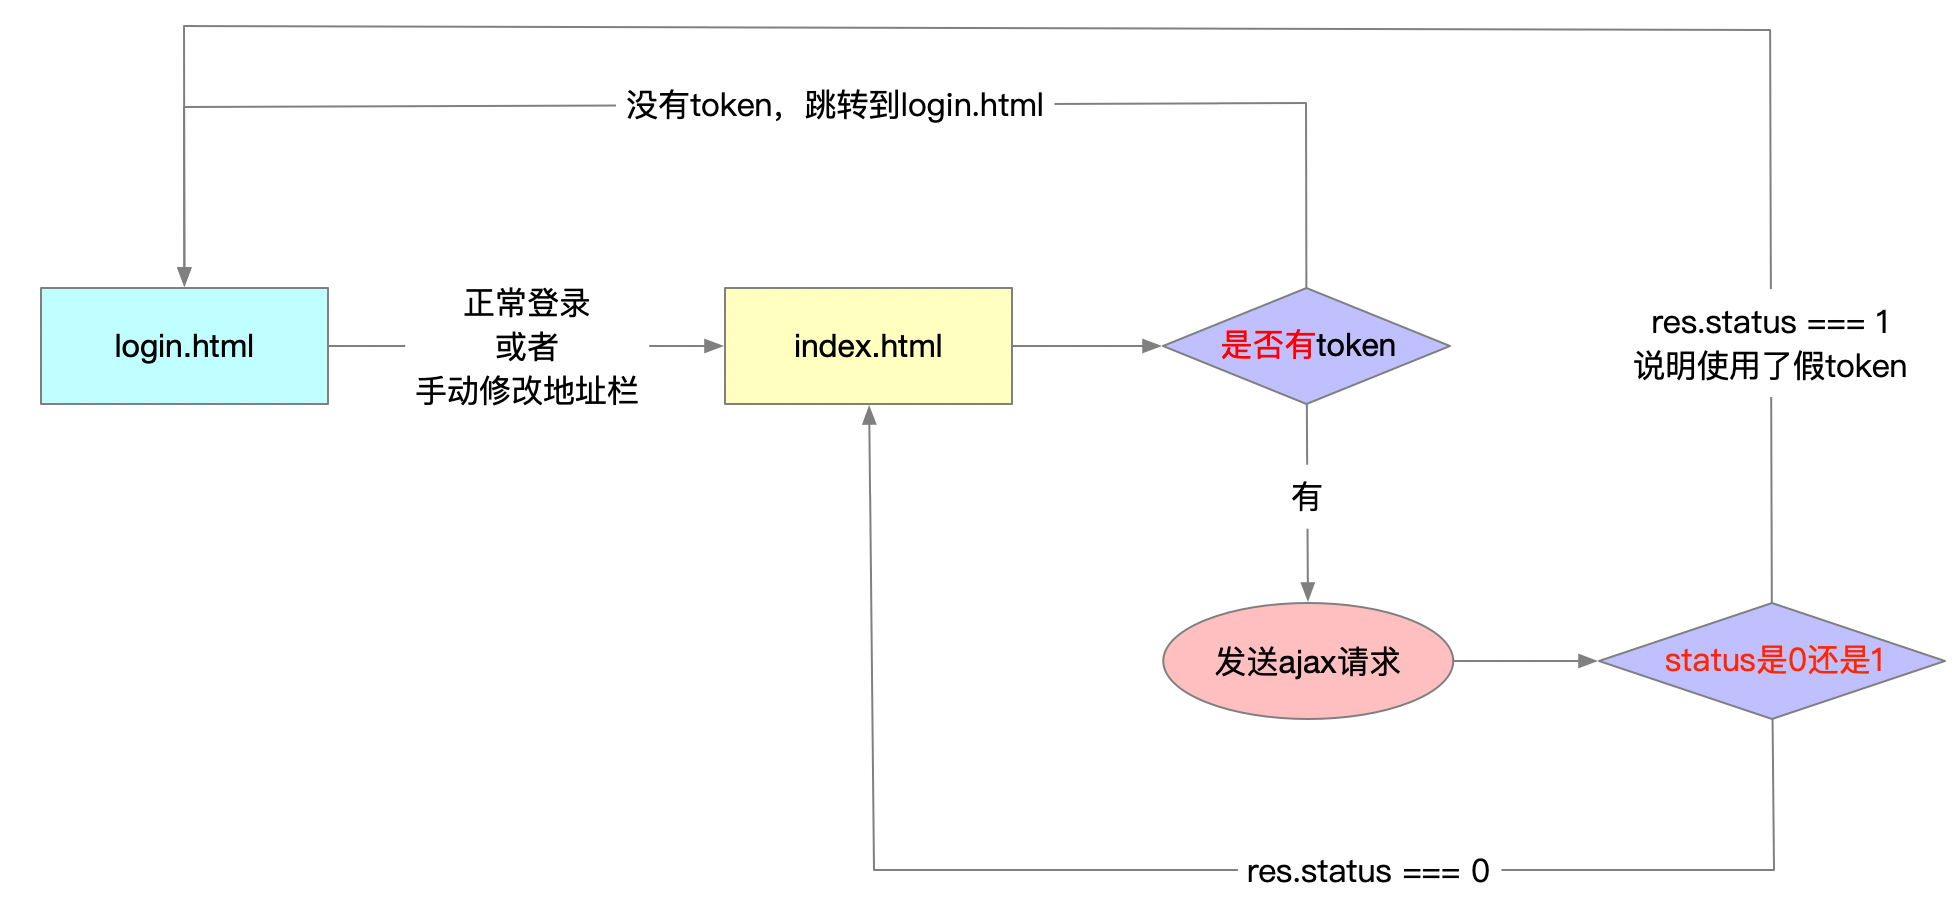 没有token，跳转到login.html
login.html
正常登录
或者
手动修改地址栏
index.html
是否有token
res.status === 1
说明使用了假token
有
发送ajax请求
status是0还是1
res.status === 0